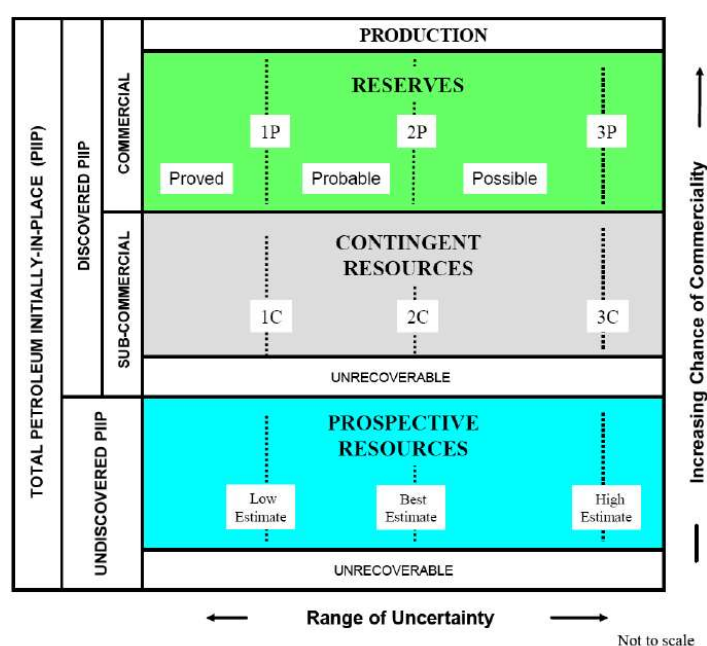 PRODUCTION
RESERVES
1P
2P
3P
Proved
Probable
Possible
CONTINGENT
RESOURCES
1C
2C
3C
UNRECOVERABLE
PROSPECTIVE
RESOURCES
Low
Estimate
Best
Estimate
High
Estimate
UNRECOVERABLE
TOTAL PETROLEUM INITIALLY-IN-PLACE (PIIP)
DISCOVERED PIIP
UNDISCOVERED PIIP
COMMERCIAL
SUB-COMMERCIAL
Increasing Chance of Commerciality
Range of Uncertainty
Not to scale